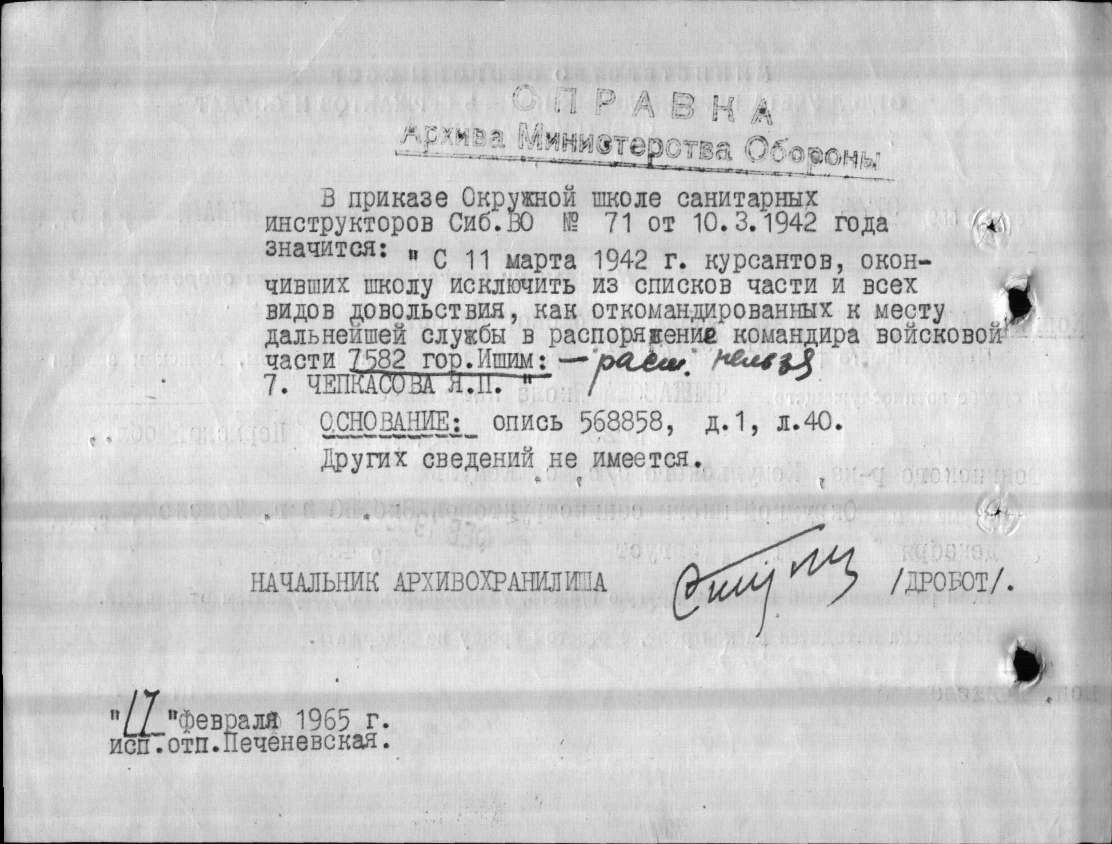 СПРАВКА
Архива Министерства Обороны
В приказе Окружной школе санитарных
инструкторов Сиб.ВО № 71 от 10.3.1942 года
значится: " С 11 марта 1942 г. курсантов, окон-
чивших школу исключить из списков части и всех
видов довольствия, как откомандированных к месту
дальнейшей службы в распоряжение командира войсковой
части 7582 гор.Ишим: — расш. нельзя
7. ЧЕПКАСОВА Я.П. "
ОСНОВАНИЕ: опись 568858, д.1, л.40.
Других сведений не имеется.
НАЧАЛЬНИК АРХИВОХРАНИЛИЩА /ДРОБОТ/.
"17"февраля 1965 г.
исп.отп.Печеневская.